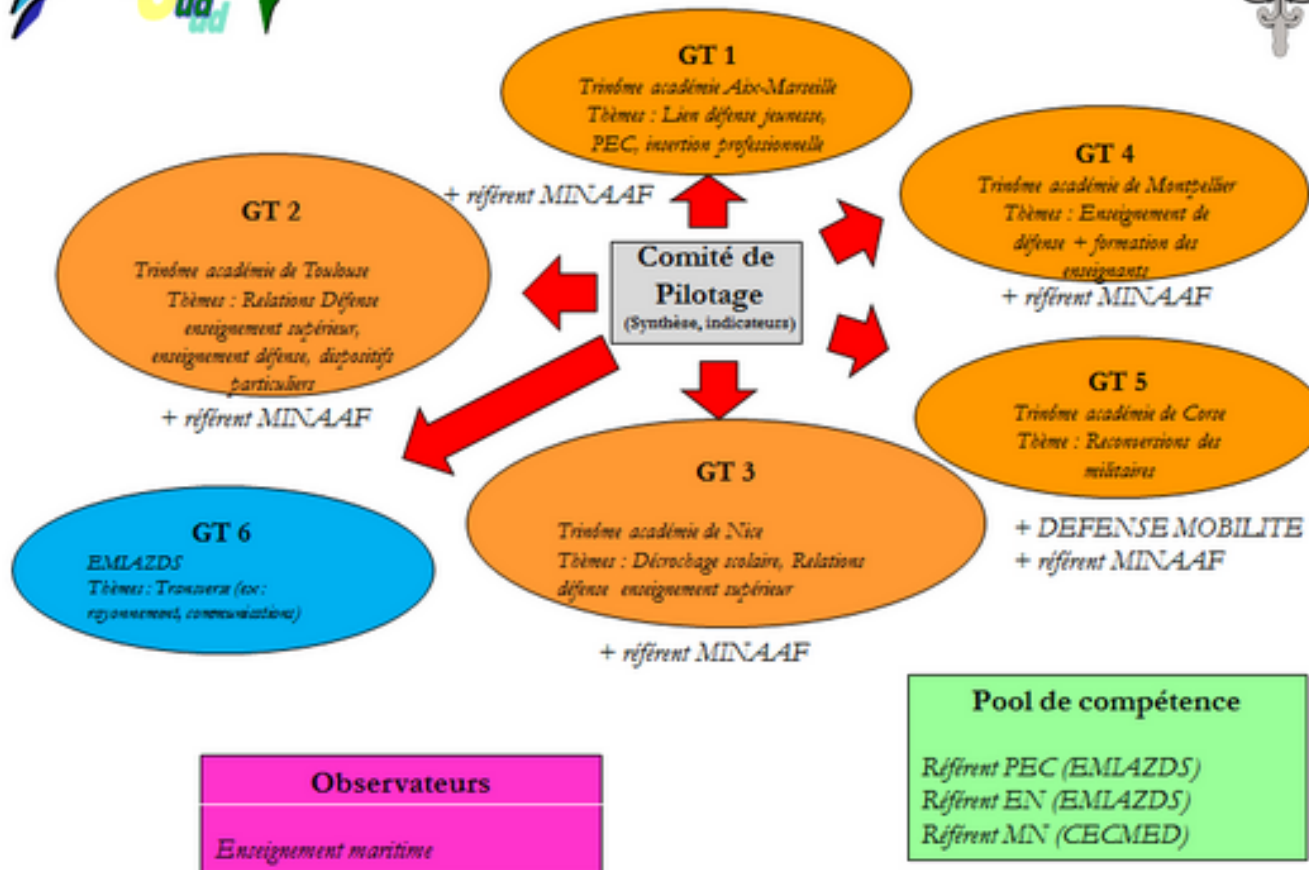 Sud
ud
GT 1
Trinôme académie Aix-Marseille
Thèmes : Lien défense jeunesse,
PEC, insertion professionnelle
+ référent MINAAF
GT 2
Trinôme académie de Toulouse
Thèmes : Relations Défense
enseignement supérieur,
enseignement défense, dispositifs
particuliers
+ référent MINAAF
Comité de
Pilotage
(Synthèse, indicateurs)
GT 4
Trinôme académie de Montpellier
Thèmes : Enseignement de
défense + formation des
enseignants
+ référent MINAAF
GT 5
Trinôme académie de Corse
Thème : Reconversions des
militaires
+ DEFENSE MOBILITE
+ référent MINAAF
GT 3
Trinôme académie de Nice
Thèmes : Décrochage scolaire, Relations
défense enseignement supérieur
+ référent MINAAF
GT 6
EMIAZDS
Thèmes : Transverse (ex :
rayonnement, communications)
Observateurs
Enseignement maritime
Pool de compétence
Référent PEC (EMIAZDS)
Référent EN (EMIAZDS)
Référent MN (CECMED)